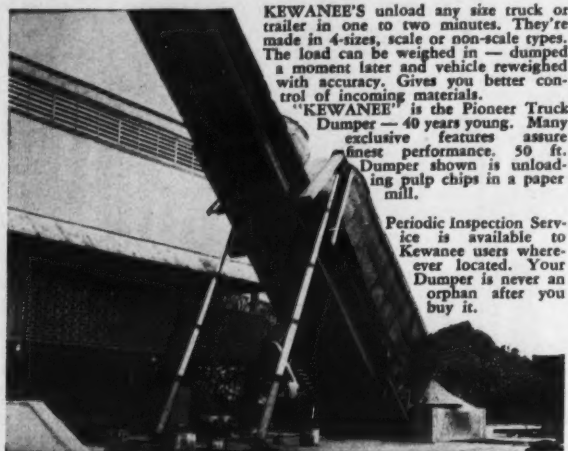 KEWANEE'S unload any size truck or
trailer in one to two minutes. They're
made in 4-sizes, scale or non-scale types.
The load can be weighed in — dumped
a moment later and vehicle reweighed
with accuracy. Gives you better con-
trol of incoming materials.
"KEWANEE" is the Pioneer Truck
Dumper — 40 years young. Many
exclusive features assure
finest performance. 50 ft.
Dumper shown is unload-
ing pulp chips in a paper
mill.
Periodic Inspection Serv-
ice is available to
Kewanee users where-
ever located. Your
Dumper is never an
orphan after you
buy it.